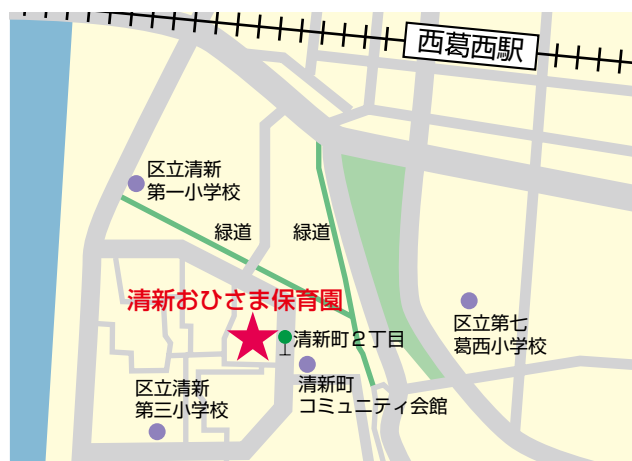 西葛西駅
区立清新
第一小学校
緑道
緑道
清新おひさま保育園
清新町2丁目
区立第七
葛西小学校
清新町
コミュニティ会館
区立清新
第三小学校